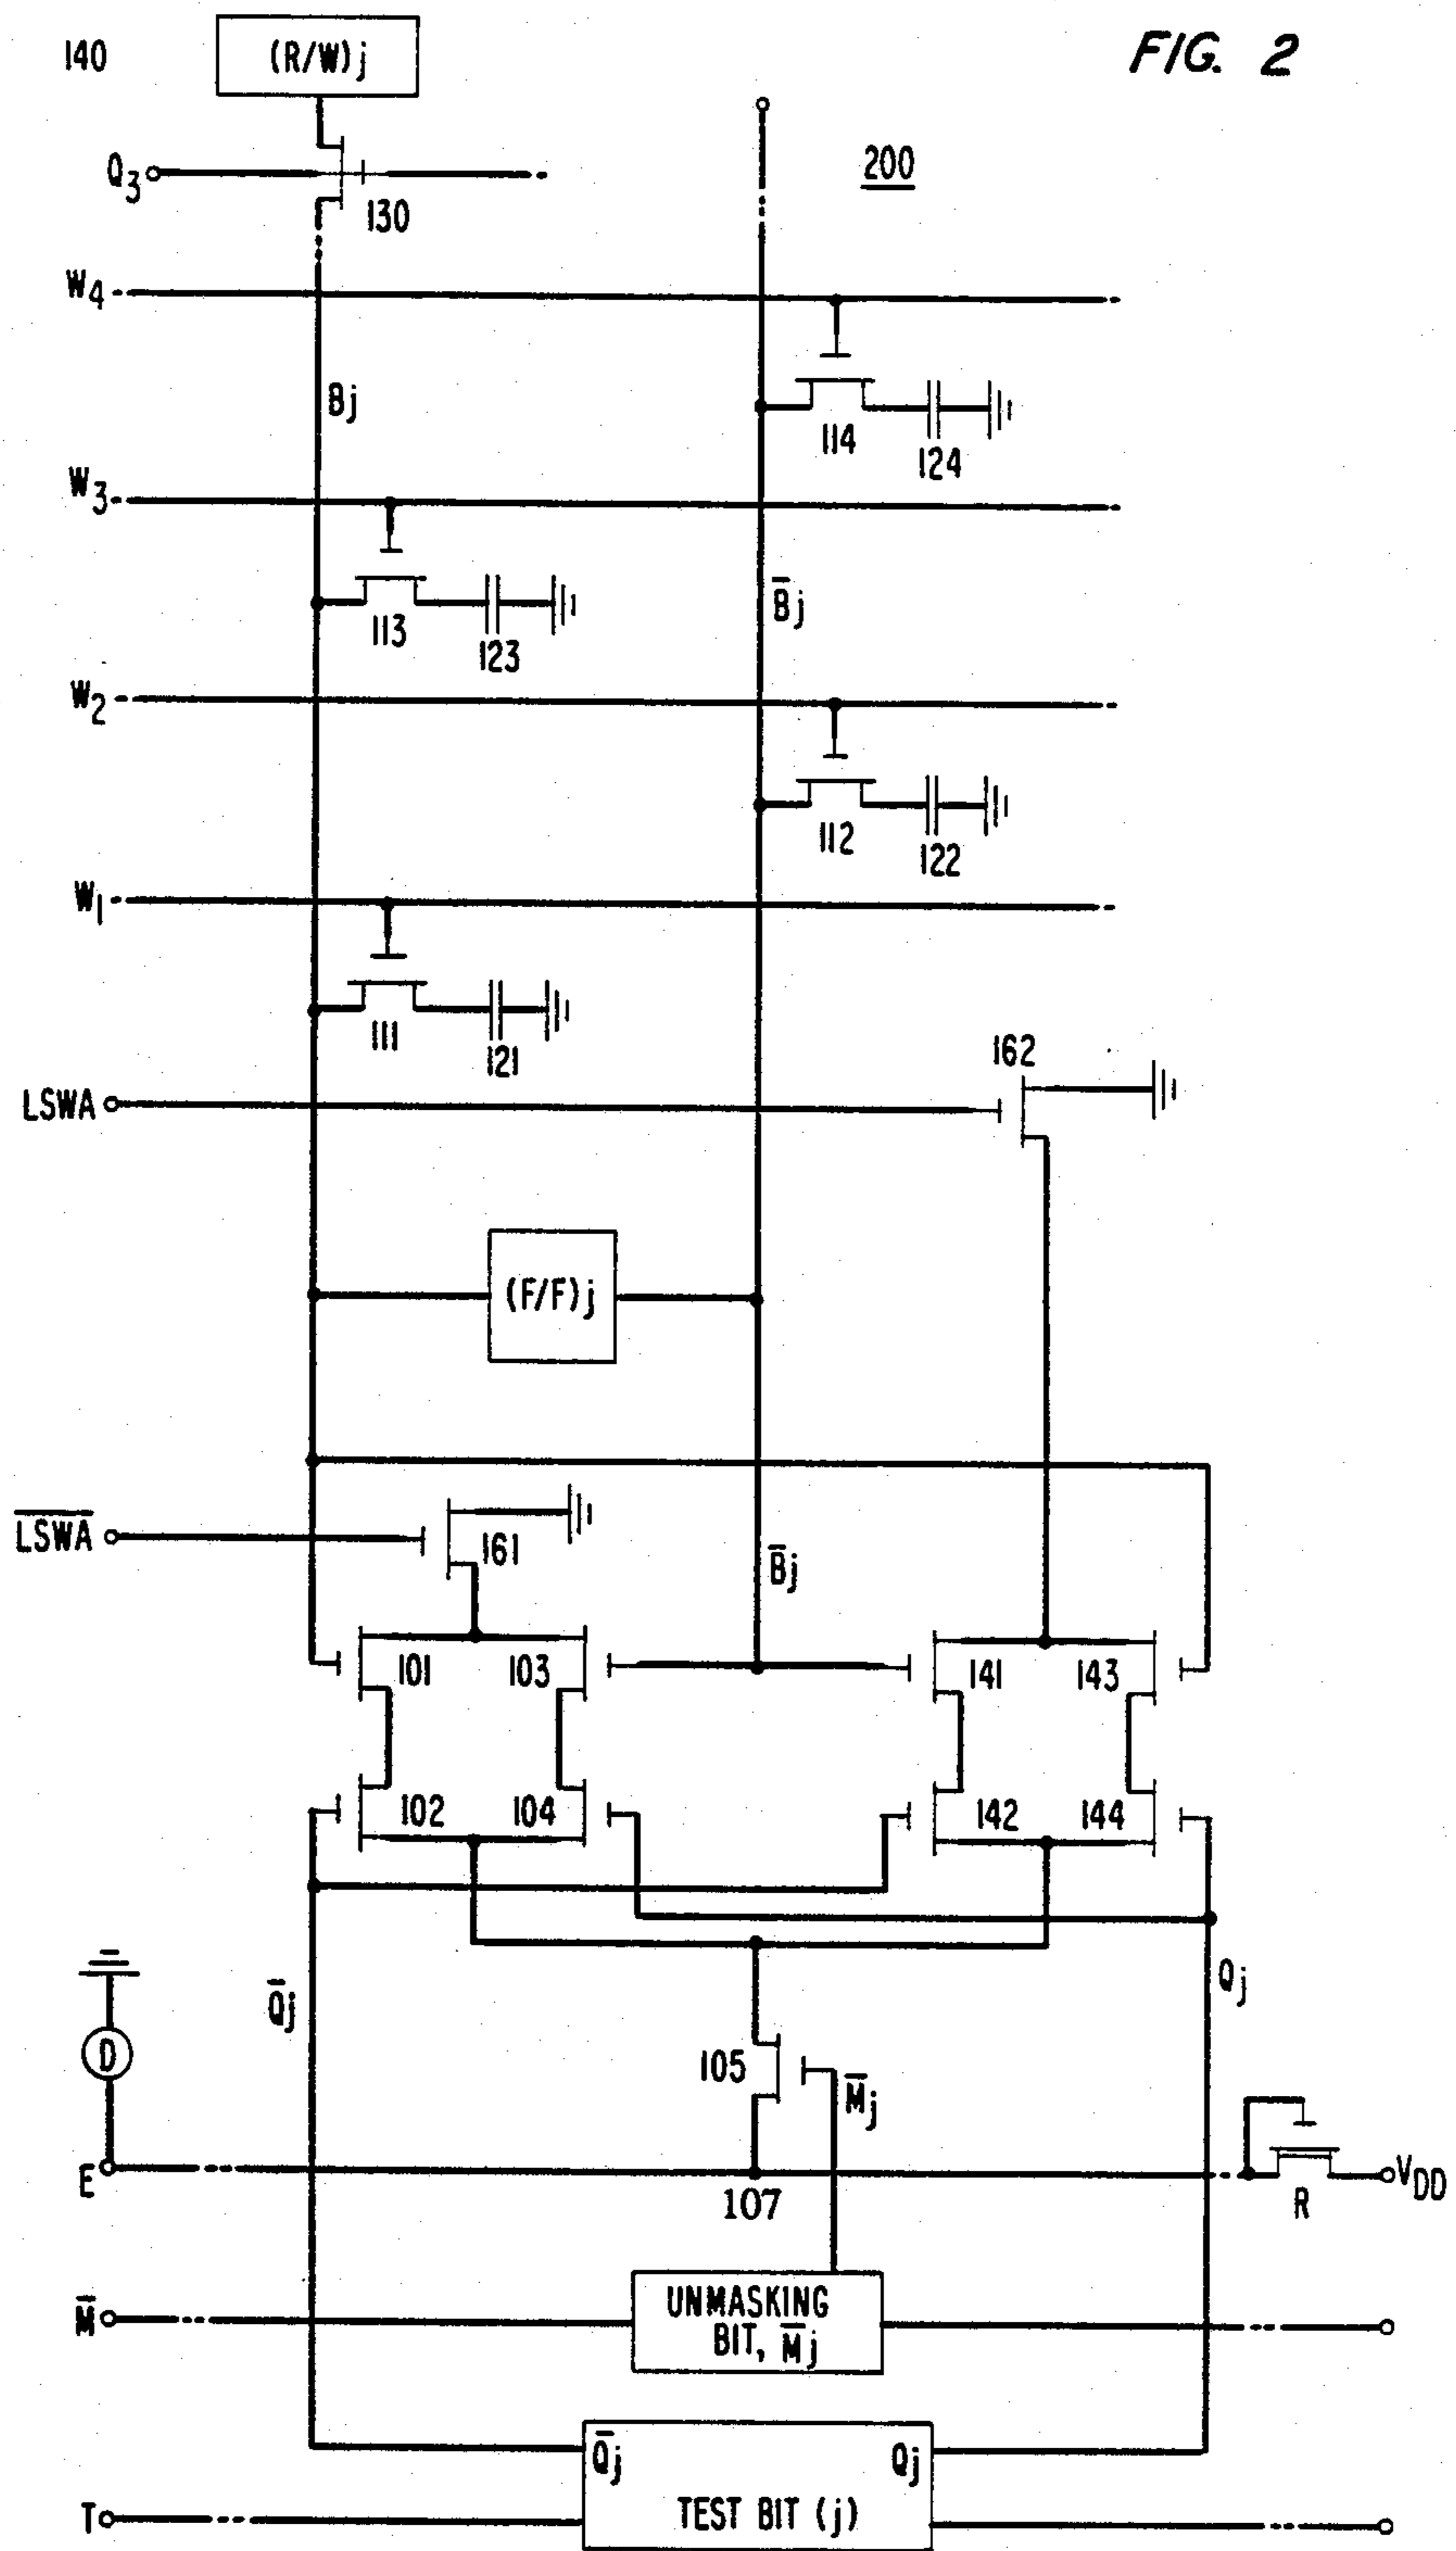 FIG. 2
140
(R/W)j
Q3
130
200
W4
Bj
114
124
W3
113
123
B̄j
W2
112
122
W1
111
121
162
LSWA
(F/F)j
L̅S̅W̅A̅
161
B̄j
101
103
141
143
102
104
142
144
Q̄j
Qj
D
105
M̄j
E
107
R
VDD
M̄
UNMASKING
BIT, M̄j
Q̄j
Qj
T
TEST BIT (j)